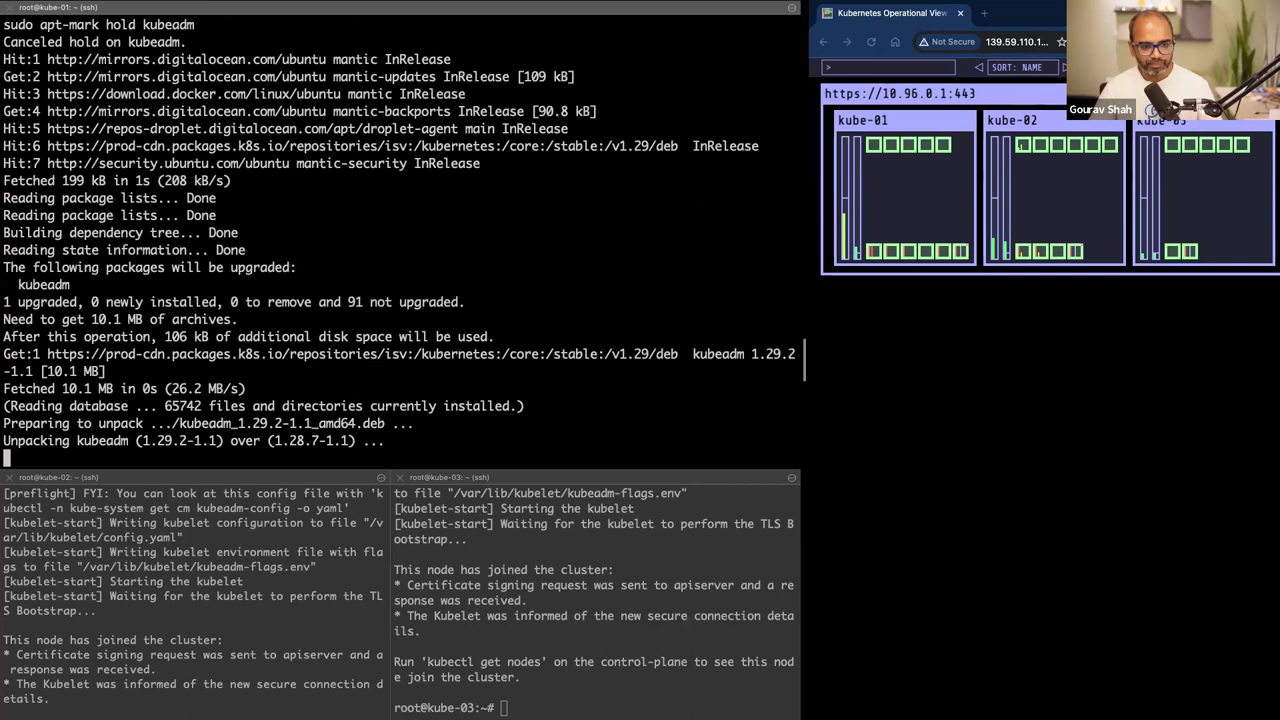 root@kube-01: ~ (ssh)
sudo apt-mark hold kubeadm
Canceled hold on kubeadm.
Hit:1 http://mirrors.digitalocean.com/ubuntu mantic InRelease
Get:2 http://mirrors.digitalocean.com/ubuntu mantic-updates InRelease [109 kB]
Hit:3 https://download.docker.com/linux/ubuntu mantic InRelease
Get:4 http://mirrors.digitalocean.com/ubuntu mantic-backports InRelease [90.8 kB]
Hit:5 https://repos-droplet.digitalocean.com/apt/droplet-agent main InRelease
Hit:6 https://prod-cdn.packages.k8s.io/repositories/isv:/kubernetes:/core:/stable:/v1.29/deb  InRelease
Hit:7 http://security.ubuntu.com/ubuntu mantic-security InRelease
Fetched 199 kB in 1s (208 kB/s)
Reading package lists... Done
Reading package lists... Done
Building dependency tree... Done
Reading state information... Done
The following packages will be upgraded:
kubeadm
1 upgraded, 0 newly installed, 0 to remove and 91 not upgraded.
Need to get 10.1 MB of archives.
After this operation, 106 kB of additional disk space will be used.
Get:1 https://prod-cdn.packages.k8s.io/repositories/isv:/kubernetes:/core:/stable:/v1.29/deb  kubeadm 1.29.2
-1.1 [10.1 MB]
Fetched 10.1 MB in 0s (26.2 MB/s)
(Reading database ... 65742 files and directories currently installed.)
Preparing to unpack .../kubeadm_1.29.2-1.1_amd64.deb ...
Unpacking kubeadm (1.29.2-1.1) over (1.28.7-1.1) ...
root@kube-02: ~ (ssh)
[preflight] FYI: You can look at this config file with 'k
ubectl -n kube-system get cm kubeadm-config -o yaml'
[kubelet-start] Writing kubelet configuration to file "/v
ar/lib/kubelet/config.yaml"
[kubelet-start] Writing kubelet environment file with fla
gs to file "/var/lib/kubelet/kubeadm-flags.env"
[kubelet-start] Starting the kubelet
[kubelet-start] Waiting for the kubelet to perform the TL
S Bootstrap...
This node has joined the cluster:
* Certificate signing request was sent to apiserver and a
response was received.
* The Kubelet was informed of the new secure connection d
etails.
root@kube-03: ~ (ssh)
to file "/var/lib/kubelet/kubeadm-flags.env"
[kubelet-start] Starting the kubelet
[kubelet-start] Waiting for the kubelet to perform the TLS B
ootstrap...
This node has joined the cluster:
* Certificate signing request was sent to apiserver and a re
sponse was received.
* The Kubelet was informed of the new secure connection deta
ils.
Run 'kubectl get nodes' on the control-plane to see this nod
e join the cluster.
root@kube-03:~#
Kubernetes Operational View
Not Secure
139.59.110.1...
>
SORT: NAME
https://10.96.0.1:443
Gourav Shah
kube-01
kube-02